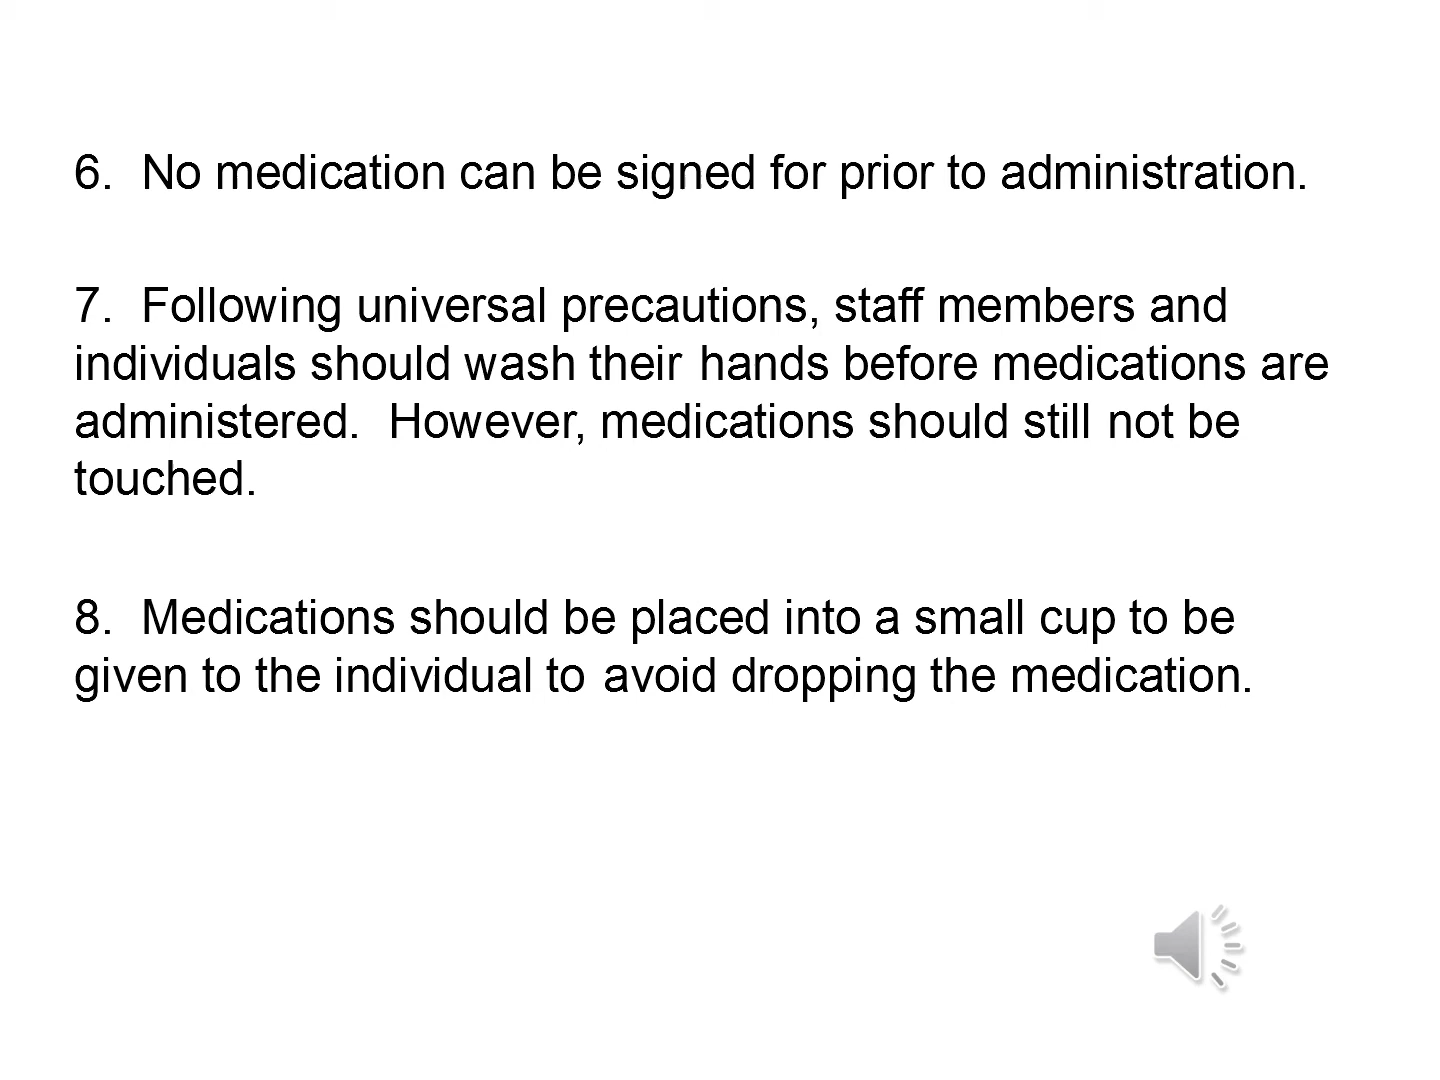 6.  No medication can be signed for prior to administration.
7.  Following universal precautions, staff members and
individuals should wash their hands before medications are
administered.  However, medications should still not be
touched.
8.  Medications should be placed into a small cup to be
given to the individual to avoid dropping the medication.